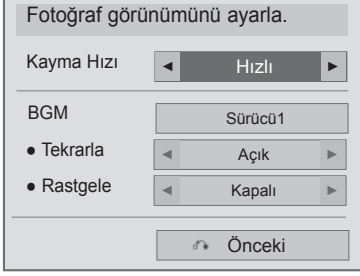 Fotoğraf görünümünü ayarla.
Kayma Hızı ◄ Hızlı ►
BGM Sürücü1
● Tekrarla ◄ Açık ►
● Rastgele ◄ Kapalı ►
Önceki